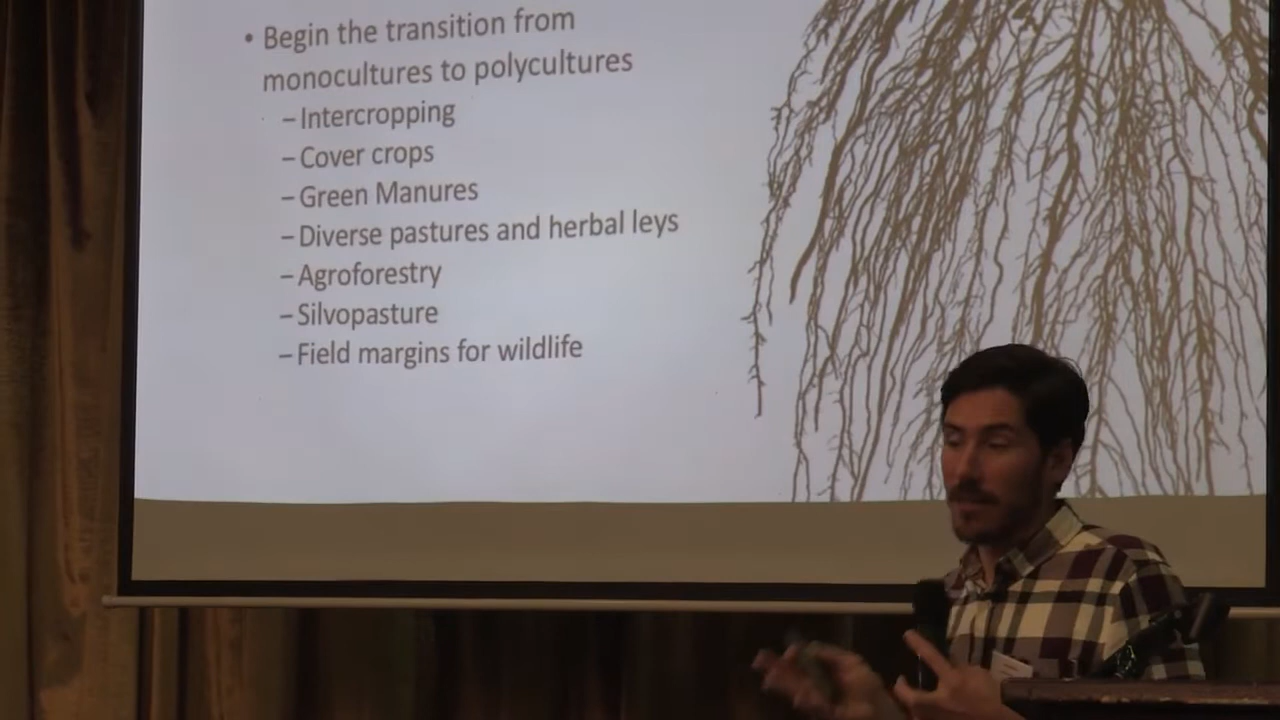 • Begin the transition from
monocultures to polycultures
– Intercropping
– Cover crops
– Green Manures
– Diverse pastures and herbal leys
– Agroforestry
– Silvopasture
– Field margins for wildlife